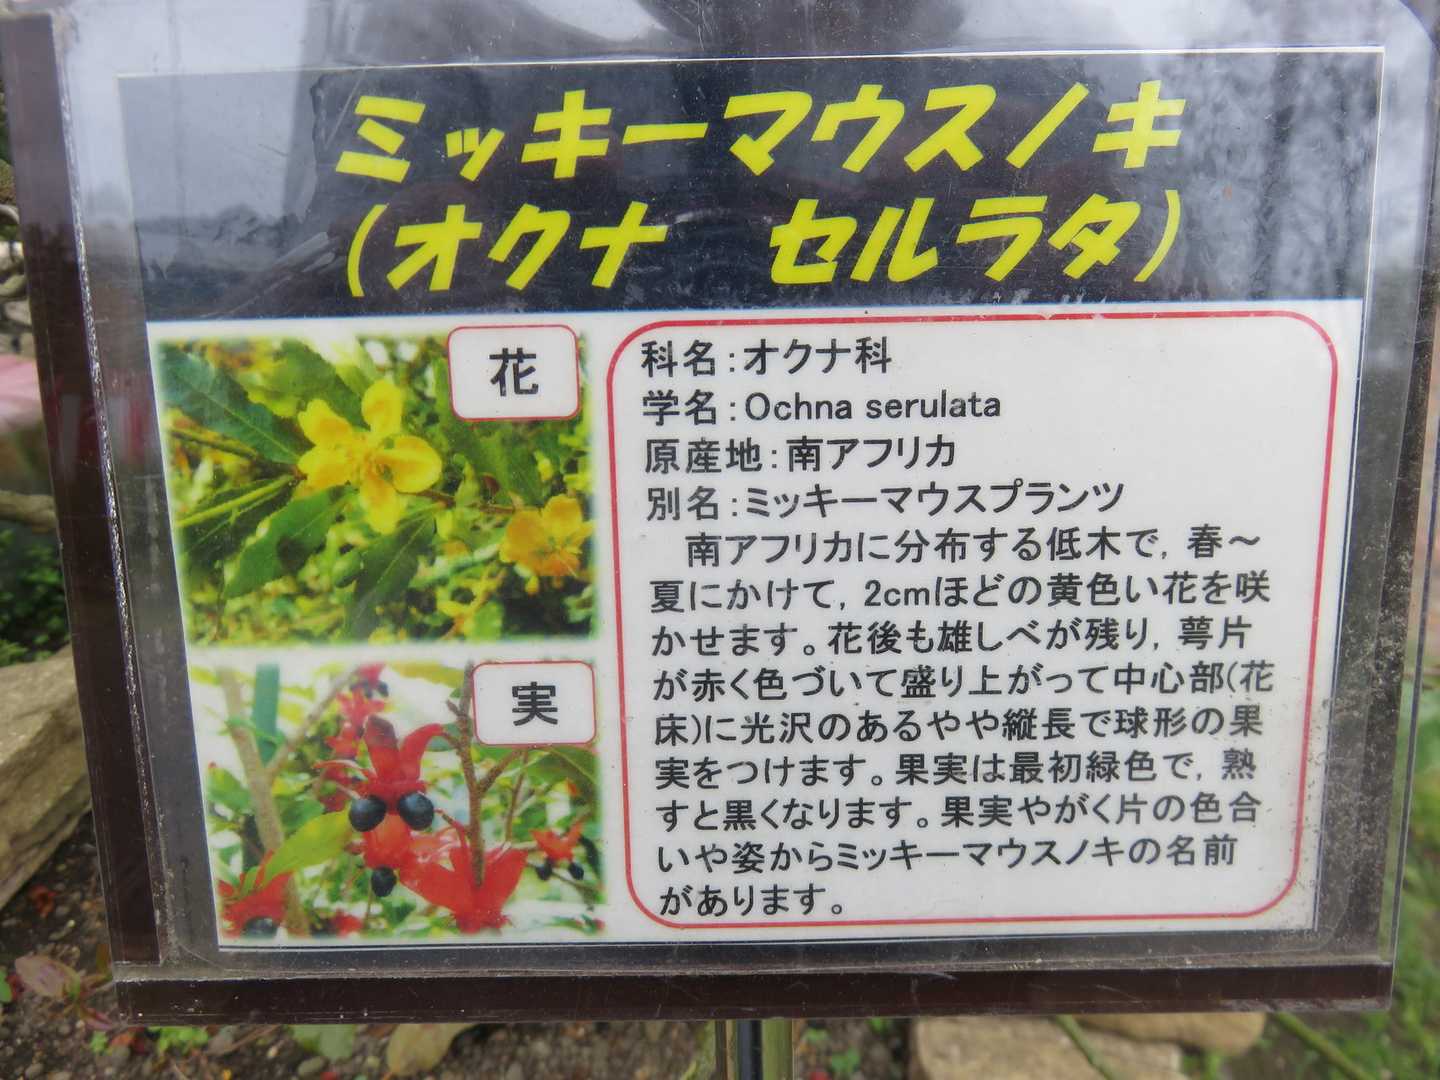 ミッキーマウスノキ
(オクナ　セルラタ)
花
実
科名：オクナ科
学名：Ochna serulata
原産地：南アフリカ
別名：ミッキーマウスプランツ
南アフリカに分布する低木で，春～
夏にかけて，2cmほどの黄色い花を咲
かせます。花後も雄しべが残り，萼片
が赤く色づいて盛り上がって中心部(花
床)に光沢のあるやや縦長で球形の果
実をつけます。果実は最初緑色で，熟
すと黒くなります。果実やがく片の色合
いや姿からミッキーマウスノキの名前
があります。